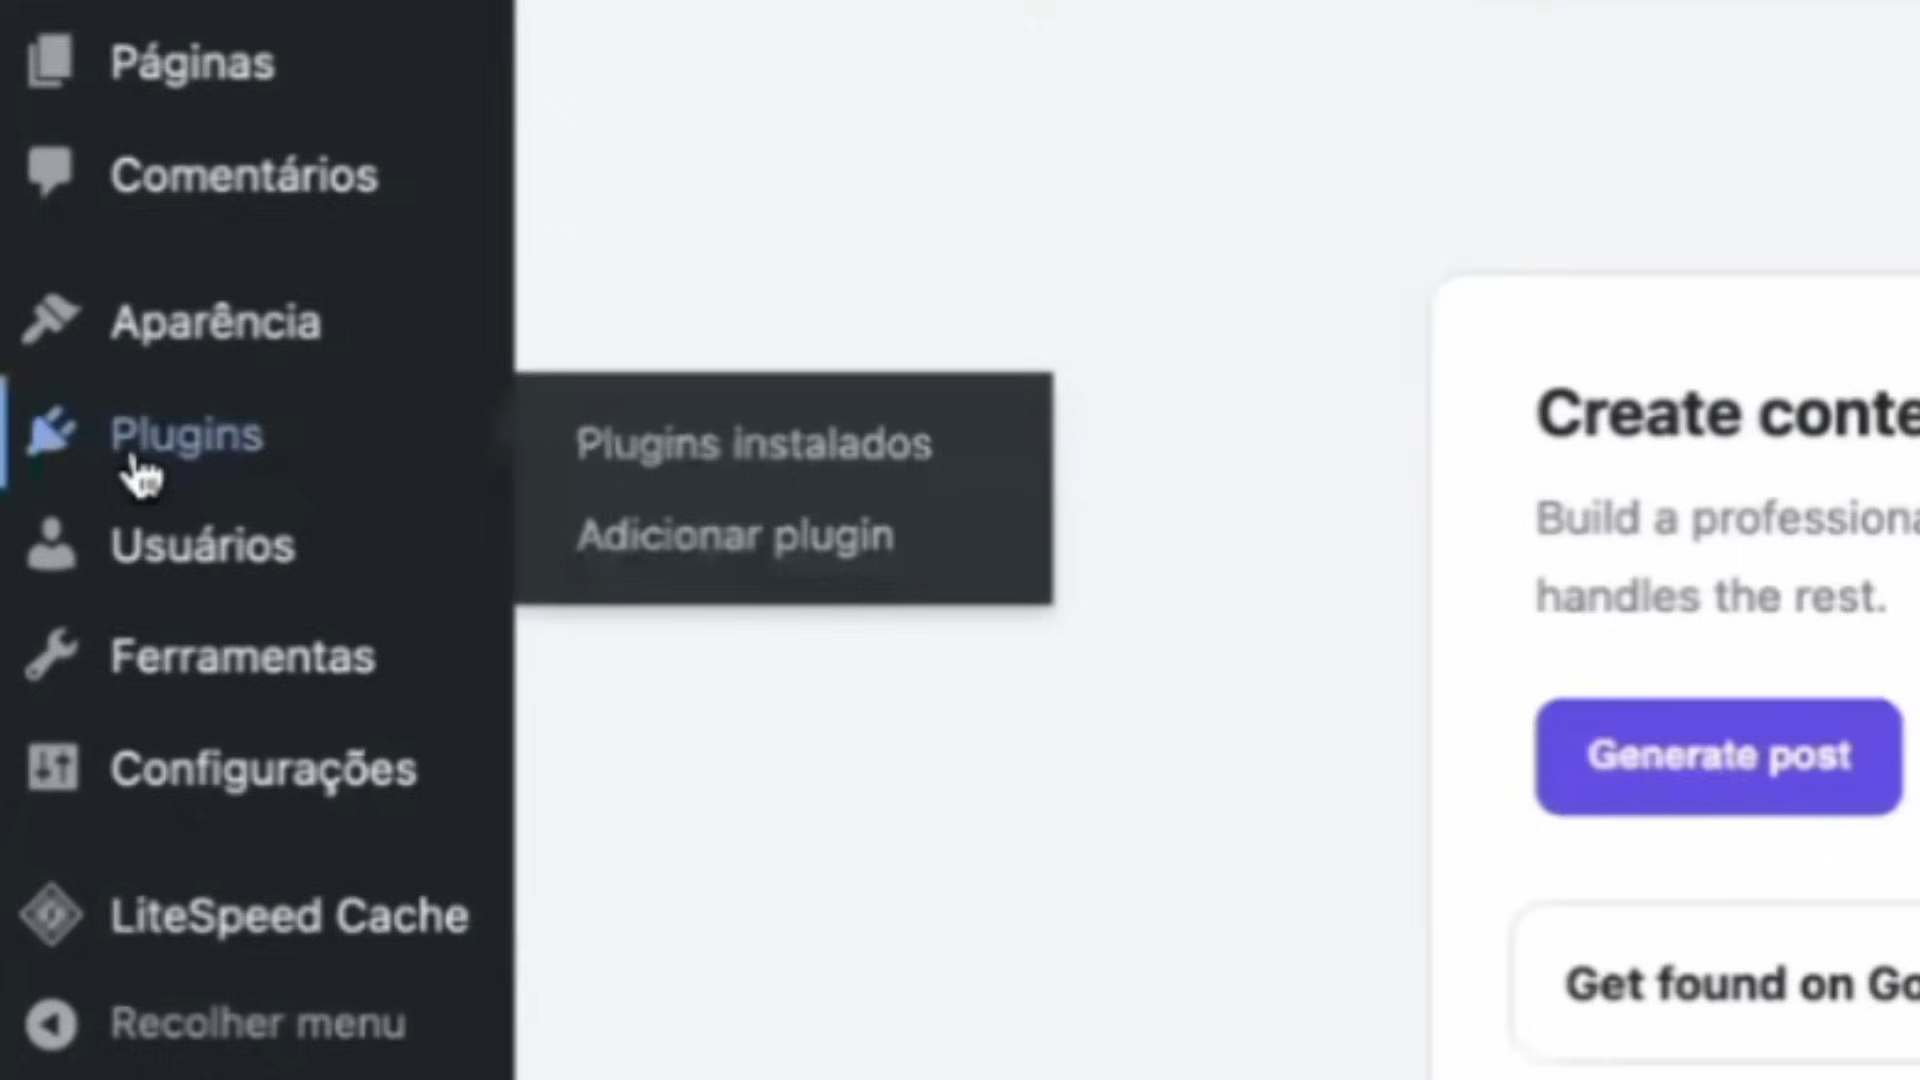 Páginas
Comentários
Aparência
Plugins
Plugins instalados
Adicionar plugin
Usuários
Ferramentas
Configurações
LiteSpeed Cache
Recolher menu
Create conte
Build a professiona
handles the rest.
Generate post
Get found on Go